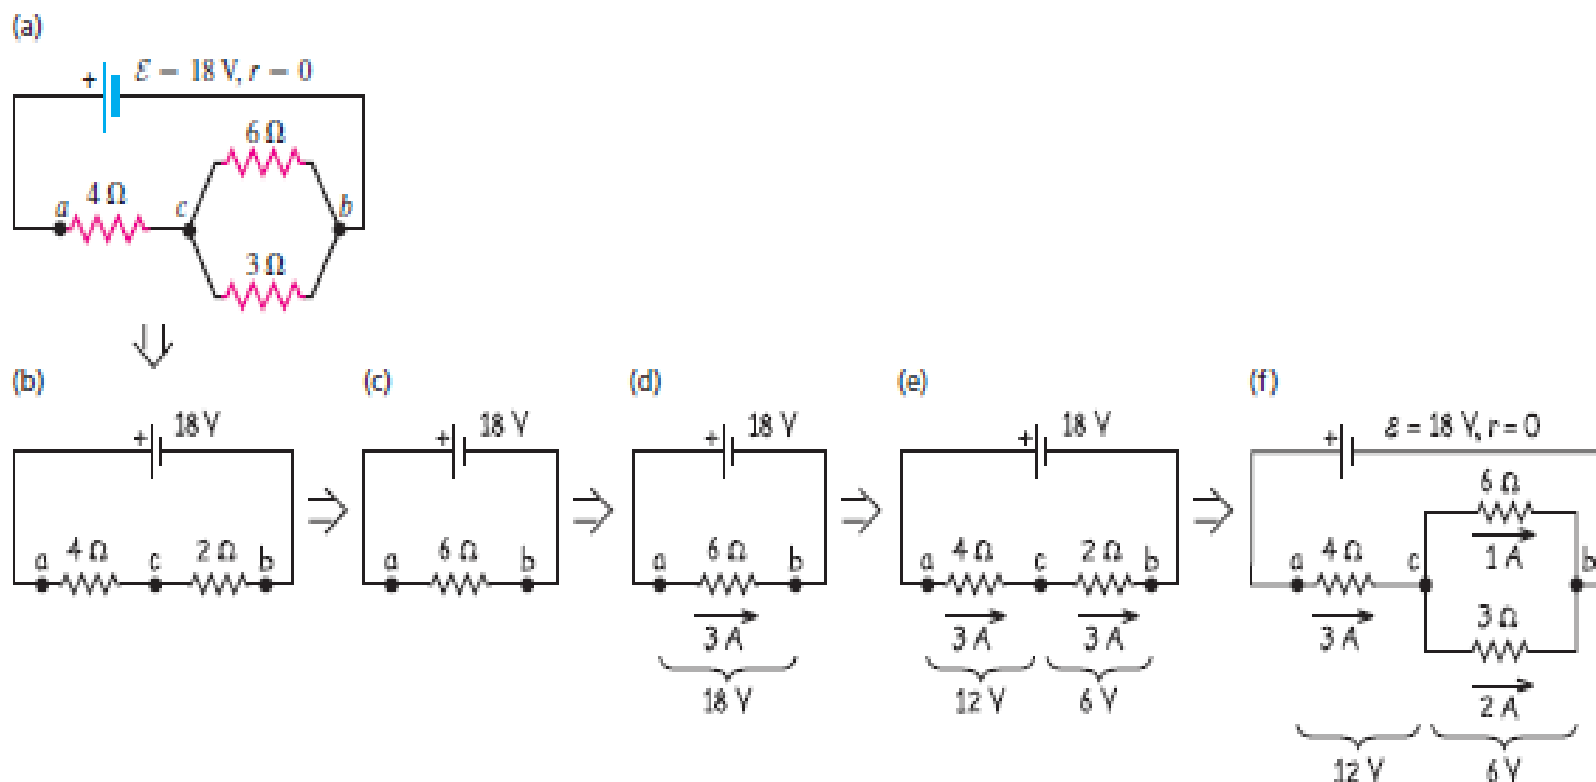 (a)
+ ℰ = 18 V, r = 0
6 Ω
4 Ω
a c b
3 Ω
(b) (c) (d) (e) (f)
+ 18 V
a 4 Ω c 2 Ω b
+ 18 V
a 6 Ω b
+ 18 V
a 6 Ω b
3 A
18 V
+ 18 V
a 4 Ω c 2 Ω b
3 A 3 A
12 V 6 V
+ ℰ = 18 V, r = 0
6 Ω
1 A
a 4 Ω c b
3 A
3 Ω
2 A
12 V 6 V